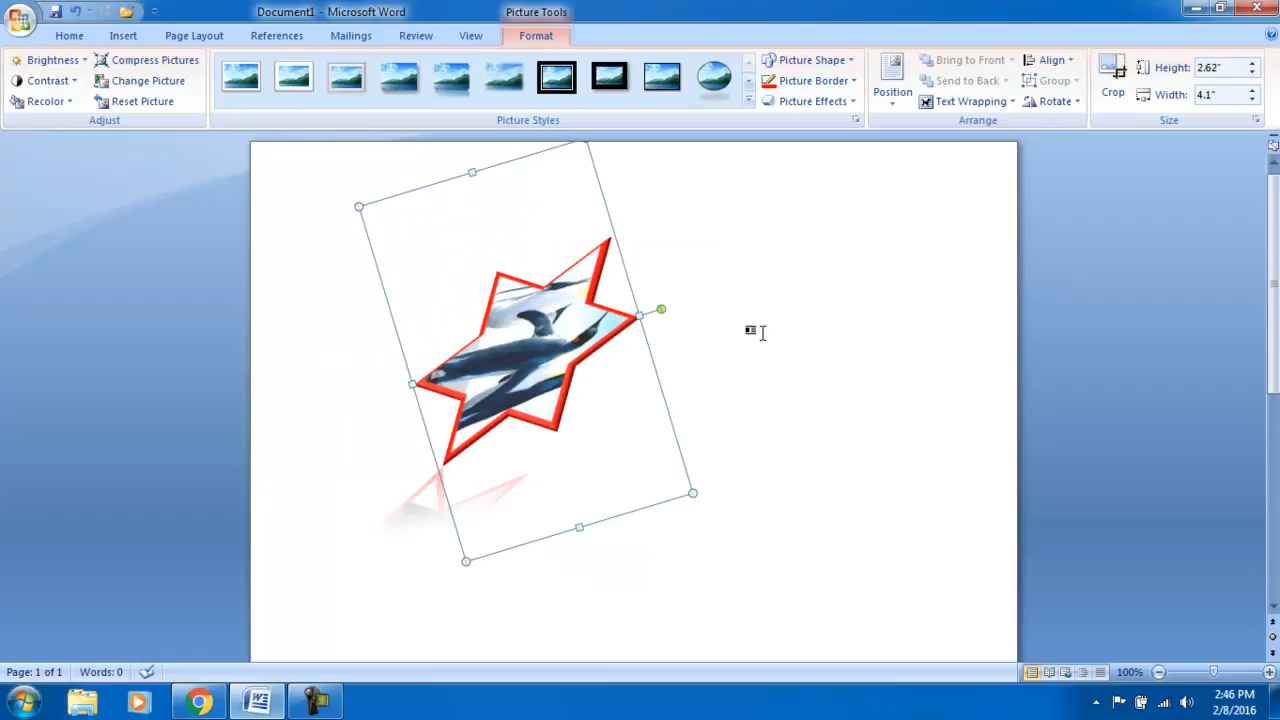 Document1 - Microsoft Word
Picture Tools
Home Insert Page Layout References Mailings Review View Format
Brightness Compress Pictures
Contrast Change Picture
Recolor Reset Picture
Adjust
Picture Styles
Picture Shape
Picture Border
Picture Effects
Position
Bring to Front
Send to Back
Text Wrapping
Align
Group
Rotate
Arrange
Crop
Height: 2.62"
Width: 4.1"
Size
Page: 1 of 1 Words: 0
100%
2:46 PM
2/8/2016